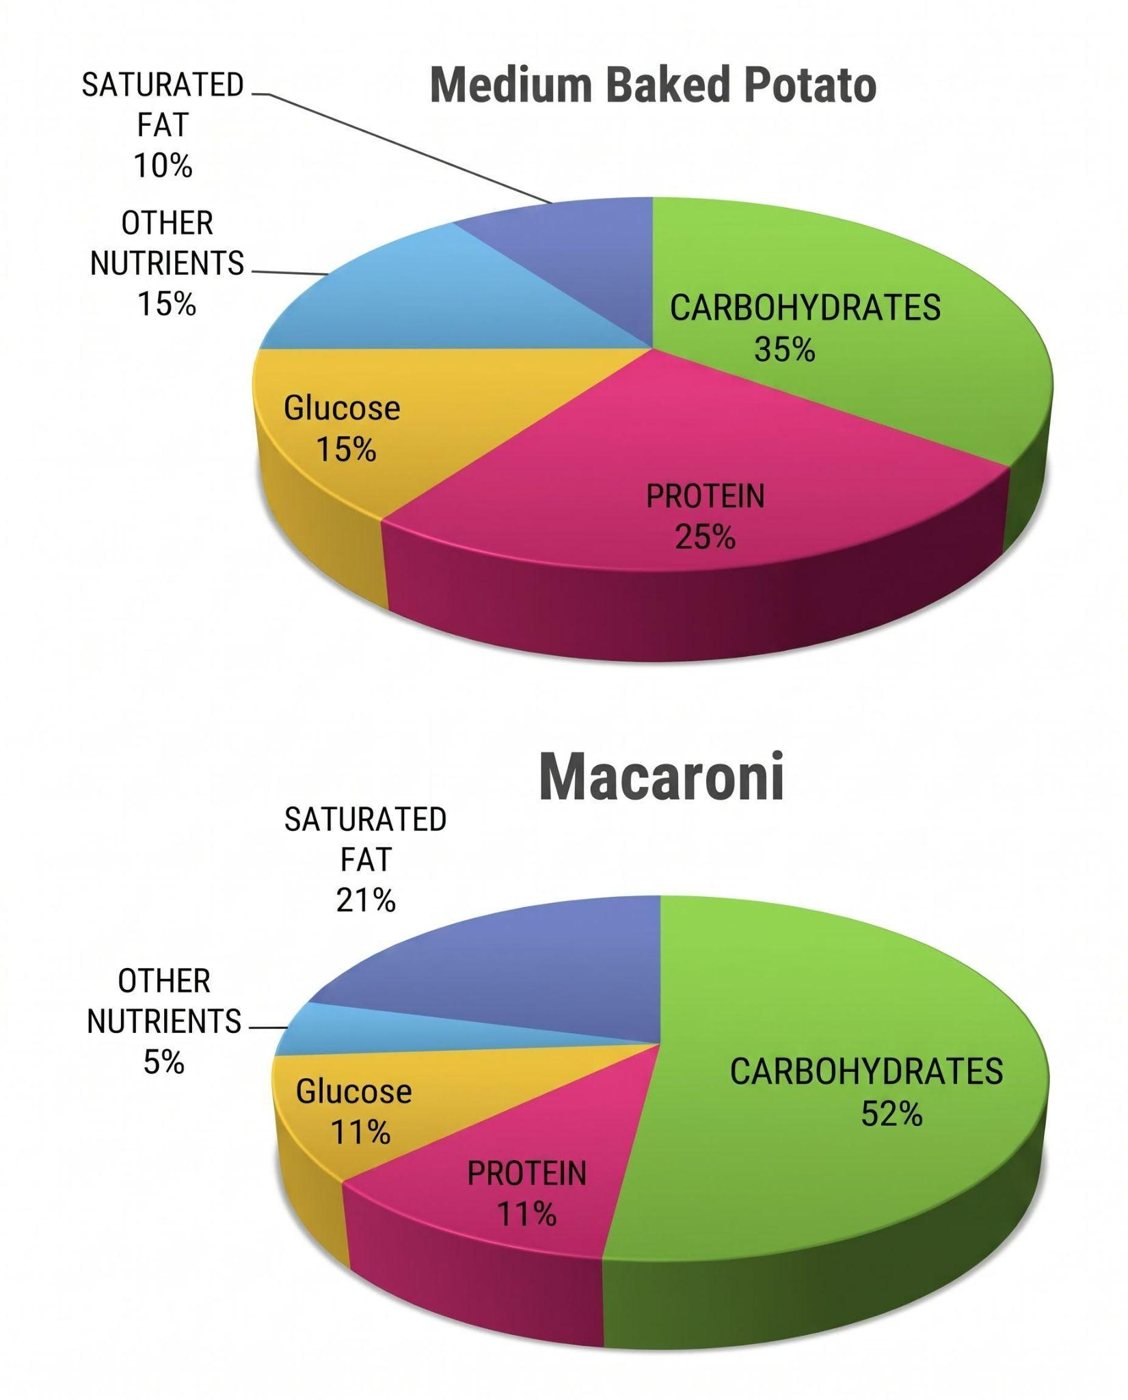 Medium Baked Potato
SATURATED
FAT
10%
OTHER
NUTRIENTS
15%
CARBOHYDRATES
35%
Glucose
15%
PROTEIN
25%
Macaroni
SATURATED
FAT
21%
OTHER
NUTRIENTS
5%
CARBOHYDRATES
52%
Glucose
11%
PROTEIN
11%